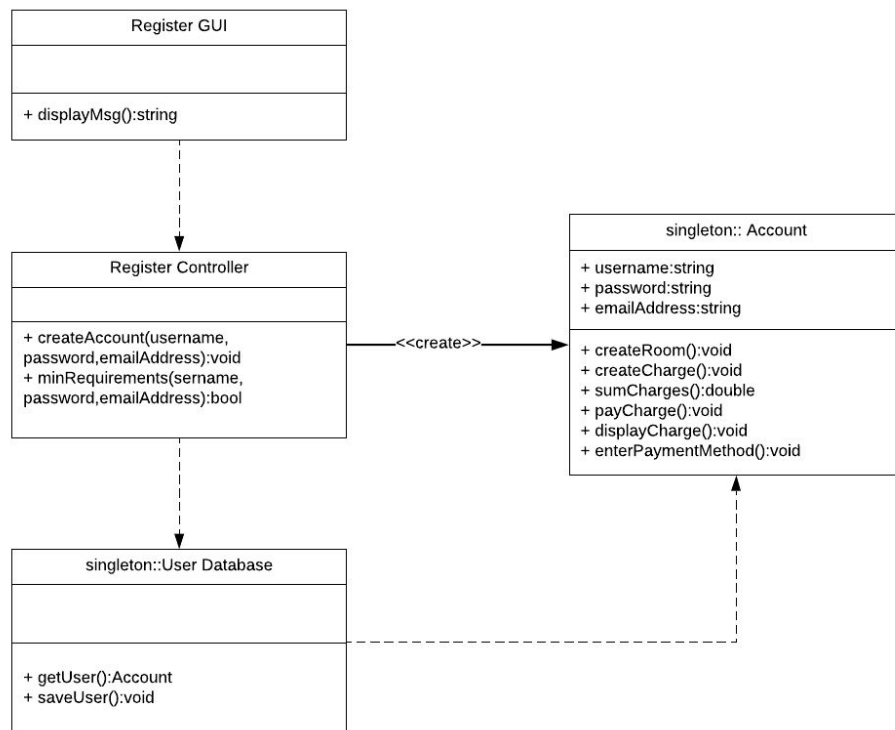 Register GUI
+ displayMsg():string
Register Controller
+ createAccount(username,
password,emailAddress):void
+ minRequirements(sername,
password,emailAddress):bool
<<create>>
singleton:: Account
+ username:string
+ password:string
+ emailAddress:string
+ createRoom():void
+ createCharge():void
+ sumCharges():double
+ payCharge():void
+ displayCharge():void
+ enterPaymentMethod():void
singleton::User Database
+ getUser():Account
+ saveUser():void